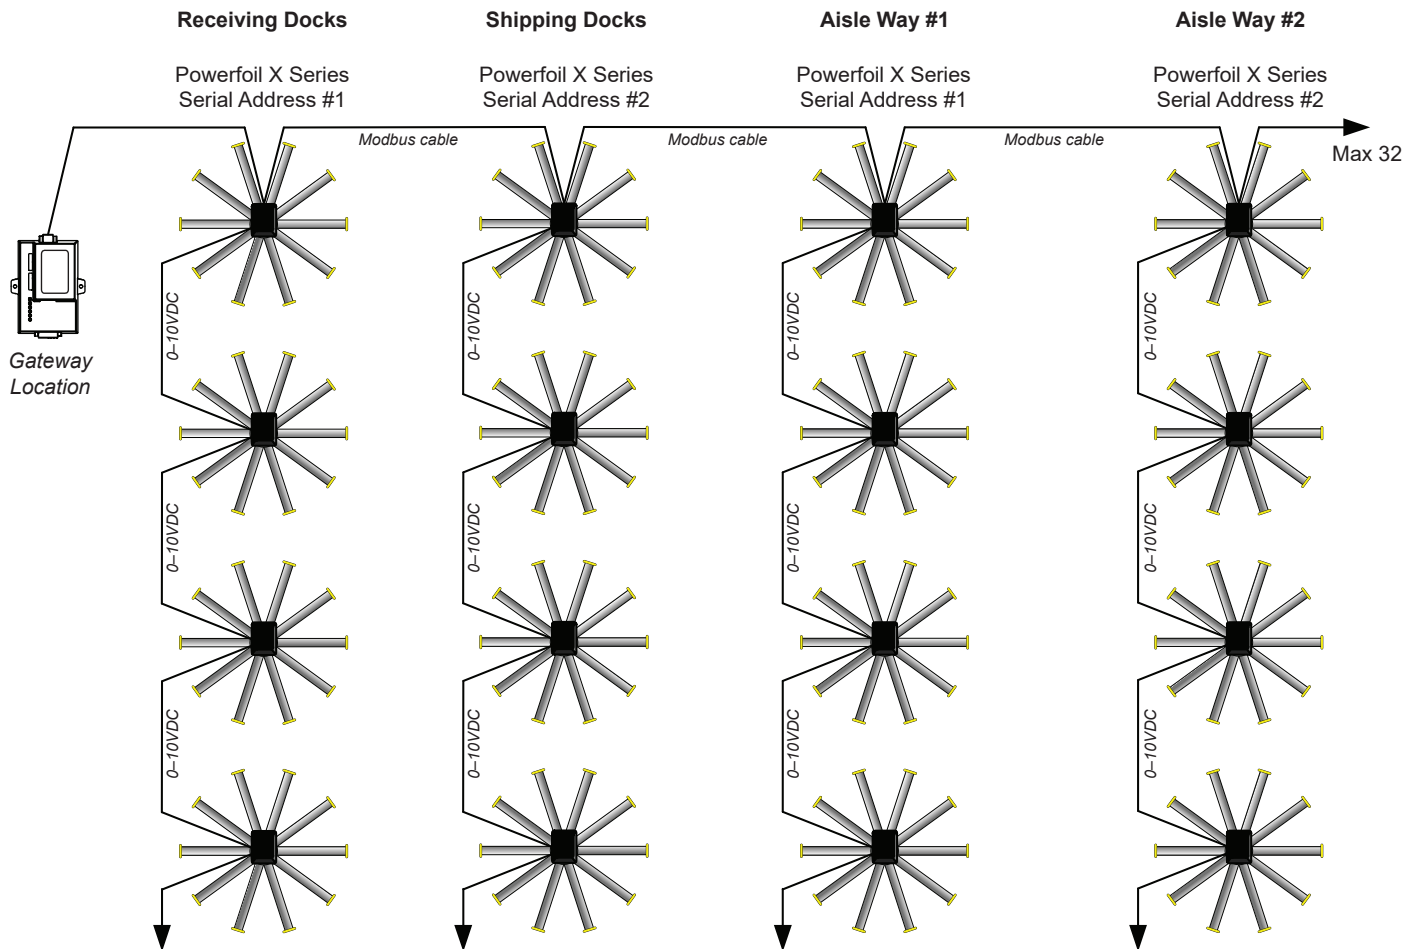 Receiving Docks
Shipping Docks
Aisle Way #1
Aisle Way #2
Powerfoil X Series
Serial Address #1
Powerfoil X Series
Serial Address #2
Powerfoil X Series
Serial Address #1
Powerfoil X Series
Serial Address #2
Modbus cable
Modbus cable
Modbus cable
Max 32
Gateway
Location
0–10VDC
0–10VDC
0–10VDC
0–10VDC
0–10VDC
0–10VDC
0–10VDC
0–10VDC
0–10VDC
0–10VDC
0–10VDC
0–10VDC